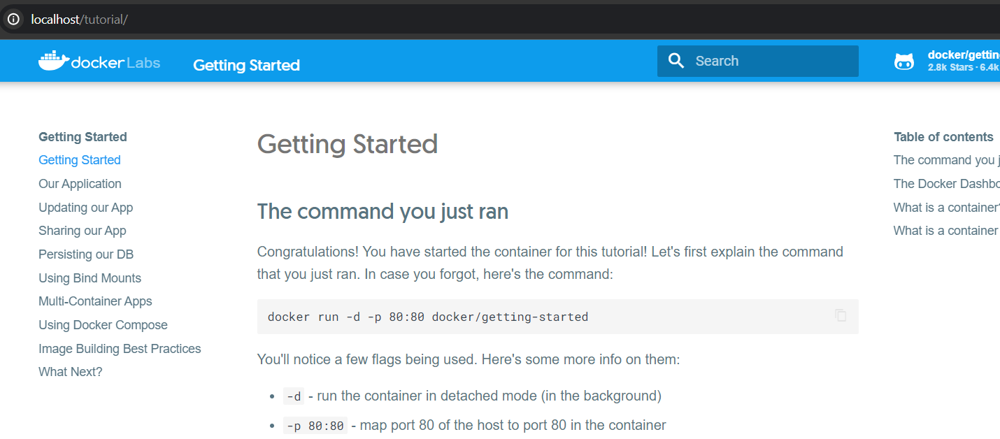 localhost/tutorial/
docker Labs
Getting Started
Search
docker/gettin
2.8k Stars · 6.4k
Getting Started
Getting Started
Our Application
Updating our App
Sharing our App
Persisting our DB
Using Bind Mounts
Multi-Container Apps
Using Docker Compose
Image Building Best Practices
What Next?
Getting Started
The command you just ran
Congratulations! You have started the container for this tutorial! Let's first explain the command
that you just ran. In case you forgot, here's the command:
docker run -d -p 80:80 docker/getting-started
You'll notice a few flags being used. Here's some more info on them:
• -d - run the container in detached mode (in the background)
• -p 80:80 - map port 80 of the host to port 80 in the container
Table of contents
The command you j
The Docker Dashbo
What is a container?
What is a container